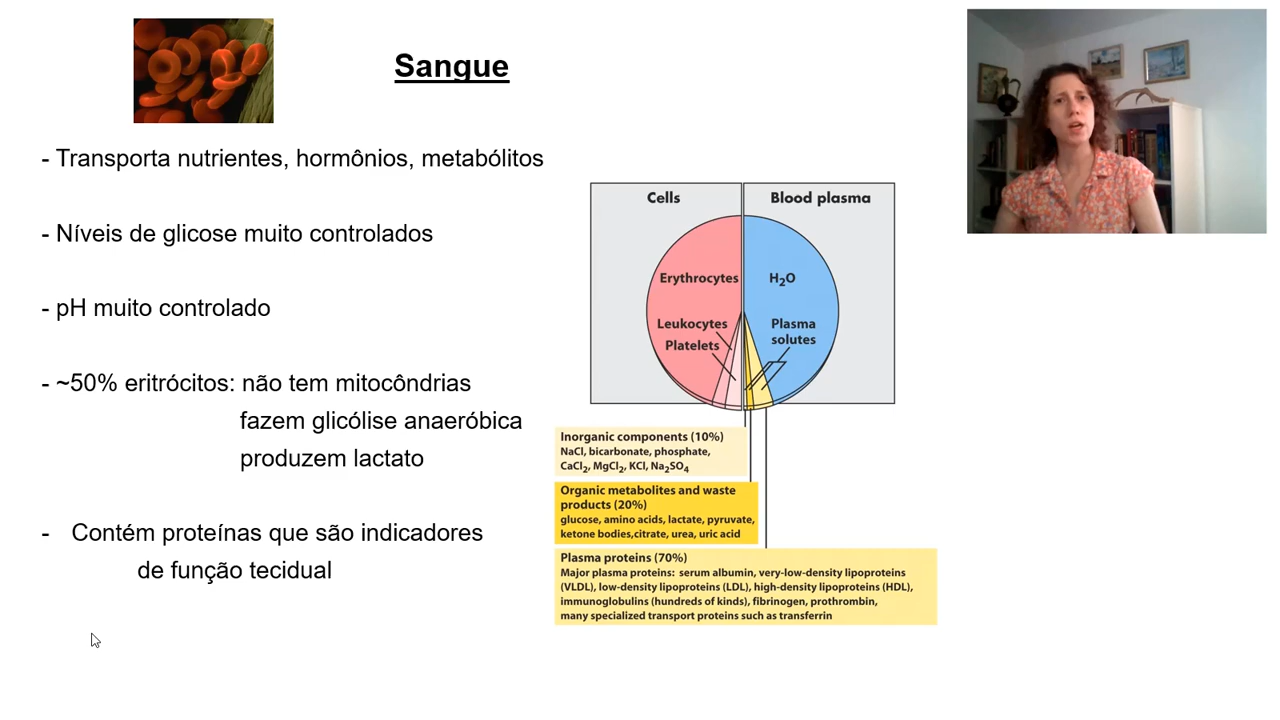 Sangue
- Transporta nutrientes, hormônios, metabólitos
- Níveis de glicose muito controlados
- pH muito controlado
- ~50% eritrócitos: não tem mitocôndrias
fazem glicólise anaeróbica
produzem lactato
- Contém proteínas que são indicadores
de função tecidual
Cells
Blood plasma
Erythrocytes
H₂O
Leukocytes
Platelets
Plasma
solutes
Inorganic components (10%)
NaCl, bicarbonate, phosphate,
CaCl₂, MgCl₂, KCl, Na₂SO₄
Organic metabolites and waste
products (20%)
glucose, amino acids, lactate, pyruvate,
ketone bodies,citrate, urea, uric acid
Plasma proteins (70%)
Major plasma proteins: serum albumin, very-low-density lipoproteins
(VLDL), low-density lipoproteins (LDL), high-density lipoproteins (HDL),
immunoglobulins (hundreds of kinds), fibrinogen, prothrombin,
many specialized transport proteins such as transferrin